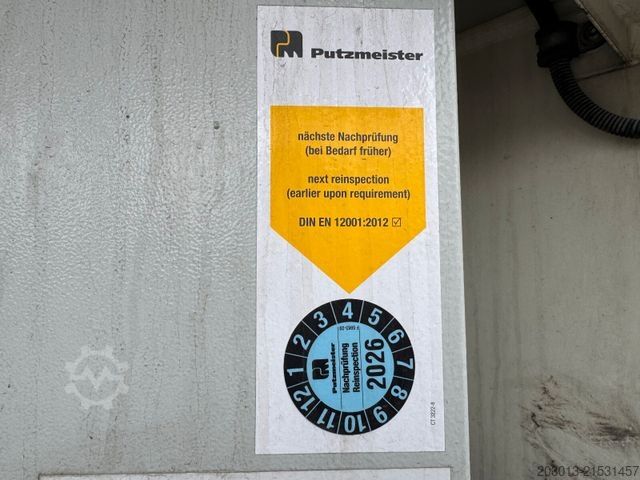 Putzmeister
nächste Nachprüfung
(bei Bedarf früher)
next reinspection
(earlier upon requirement)
DIN EN 12001:2012 ☑
1 2 3 4 5 6 7 8 9 10 11 12
Putzmeister
Nachprüfung
Reinspection
2026
CT 3222-8
203013-21531457